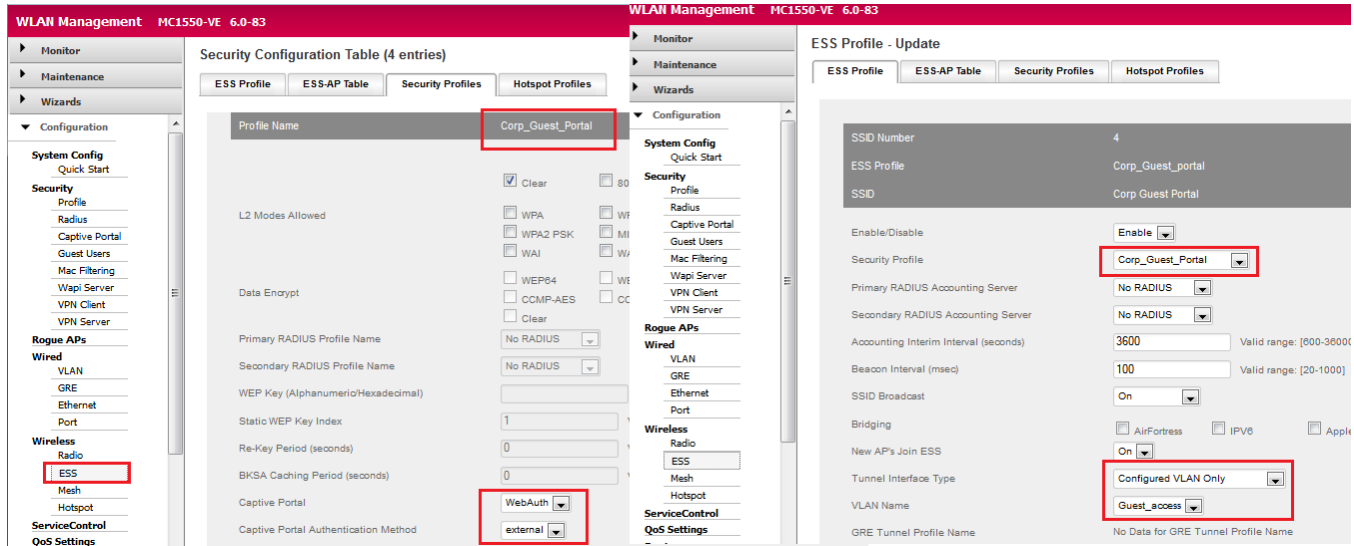 WLAN Management MC1550-VE 6.0-83
Monitor
Maintenance
Wizards
Configuration
System Config
Quick Start
Security
Profile
Radius
Captive Portal
Guest Users
Mac Filtering
Wapi Server
VPN Client
VPN Server
Rogue APs
Wired
VLAN
GRE
Ethernet
Port
Wireless
Radio
ESS
Mesh
Hotspot
ServiceControl
QoS Settings
Security Configuration Table (4 entries)
ESS Profile ESS-AP Table Security Profiles Hotspot Profiles
Profile Name Corp_Guest_Portal
L2 Modes Allowed
Clear 80
WPA
WPA2 PSK MI
WAI WA
Data Encrypt
WEP64 WE
CCMP-AES CC
Clear
Primary RADIUS Profile Name No RADIUS
Secondary RADIUS Profile Name No RADIUS
WEP Key (Alphanumeric/Hexadecimal)
Static WEP Key Index 1
Re-Key Period (seconds) 0
BKSA Caching Period (seconds) 0
Captive Portal WebAuth
Captive Portal Authentication Method external
WLAN Management MC1550-VE 6.0-83
Monitor
Maintenance
Wizards
Configuration
System Config
Quick Start
Security
Profile
Radius
Captive Portal
Guest Users
Mac Filtering
Wapi Server
VPN Client
VPN Server
Rogue APs
Wired
VLAN
GRE
Ethernet
Port
Wireless
Radio
ESS
Mesh
Hotspot
ServiceControl
QoS Settings
ESS Profile - Update
ESS Profile ESS-AP Table Security Profiles Hotspot Profiles
SSID Number 4
ESS Profile Corp_Guest_portal
SSID Corp Guest Portal
Enable/Disable Enable
Security Profile Corp_Guest_Portal
Primary RADIUS Accounting Server No RADIUS
Secondary RADIUS Accounting Server No RADIUS
Accounting Interim Interval (seconds) 3600 Valid range: [600-36000
Beacon Interval (msec) 100 Valid range: [20-1000]
SSID Broadcast On
Bridging AirFortress IPV6 Apple
New AP's Join ESS On
Tunnel Interface Type Configured VLAN Only
VLAN Name Guest_access
GRE Tunnel Profile Name No Data for GRE Tunnel Profile Name